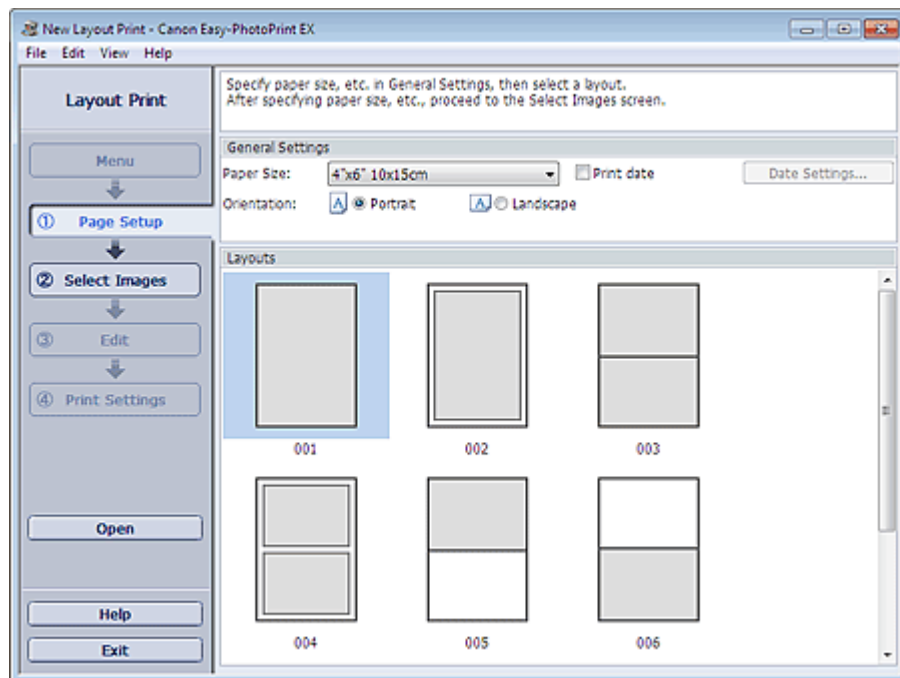 New Layout Print - Canon Easy-PhotoPrint EX
File Edit View Help
Layout Print
Specify paper size, etc. in General Settings, then select a layout.
After specifying paper size, etc., proceed to the Select Images screen.
Menu
① Page Setup
② Select Images
③ Edit
④ Print Settings
Open
Help
Exit
General Settings
Paper Size: 4"x6" 10x15cm Print date Date Settings...
Orientation: A Portrait A Landscape
Layouts
001 002 003
004 005 006